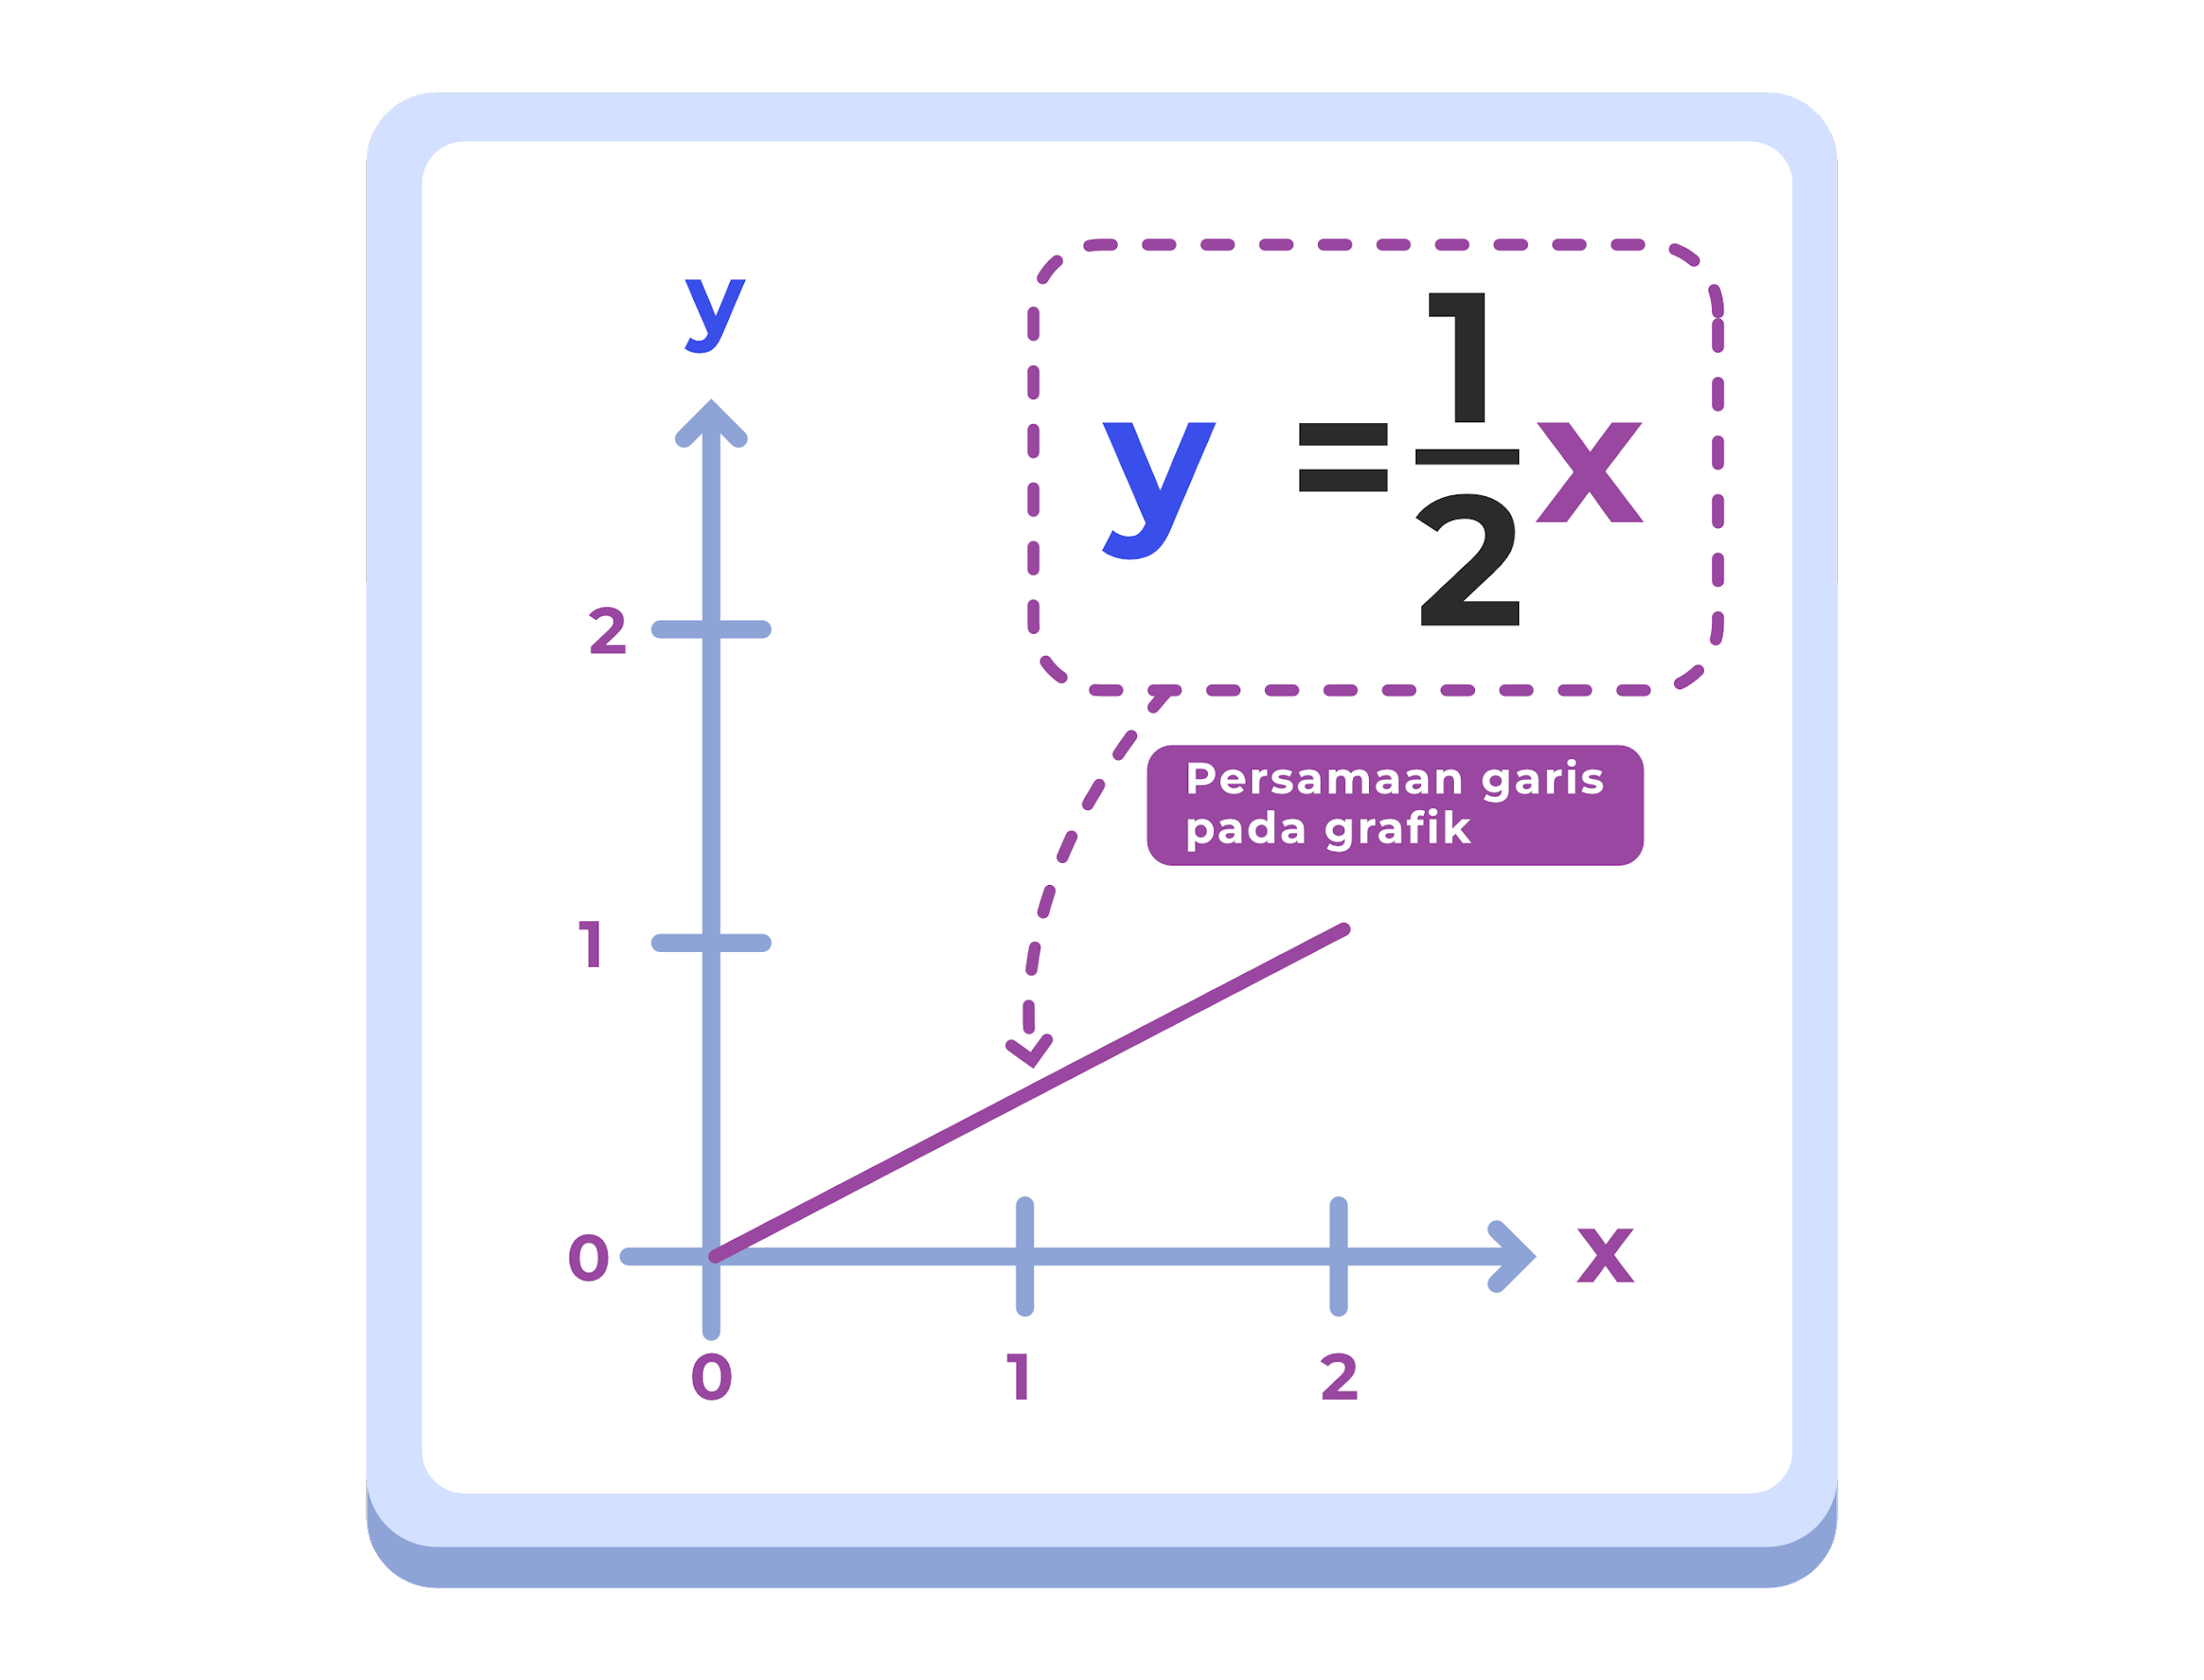 y
y = 1/2 x
2
Persamaan garis
pada grafik
1
0
x
0 1 2